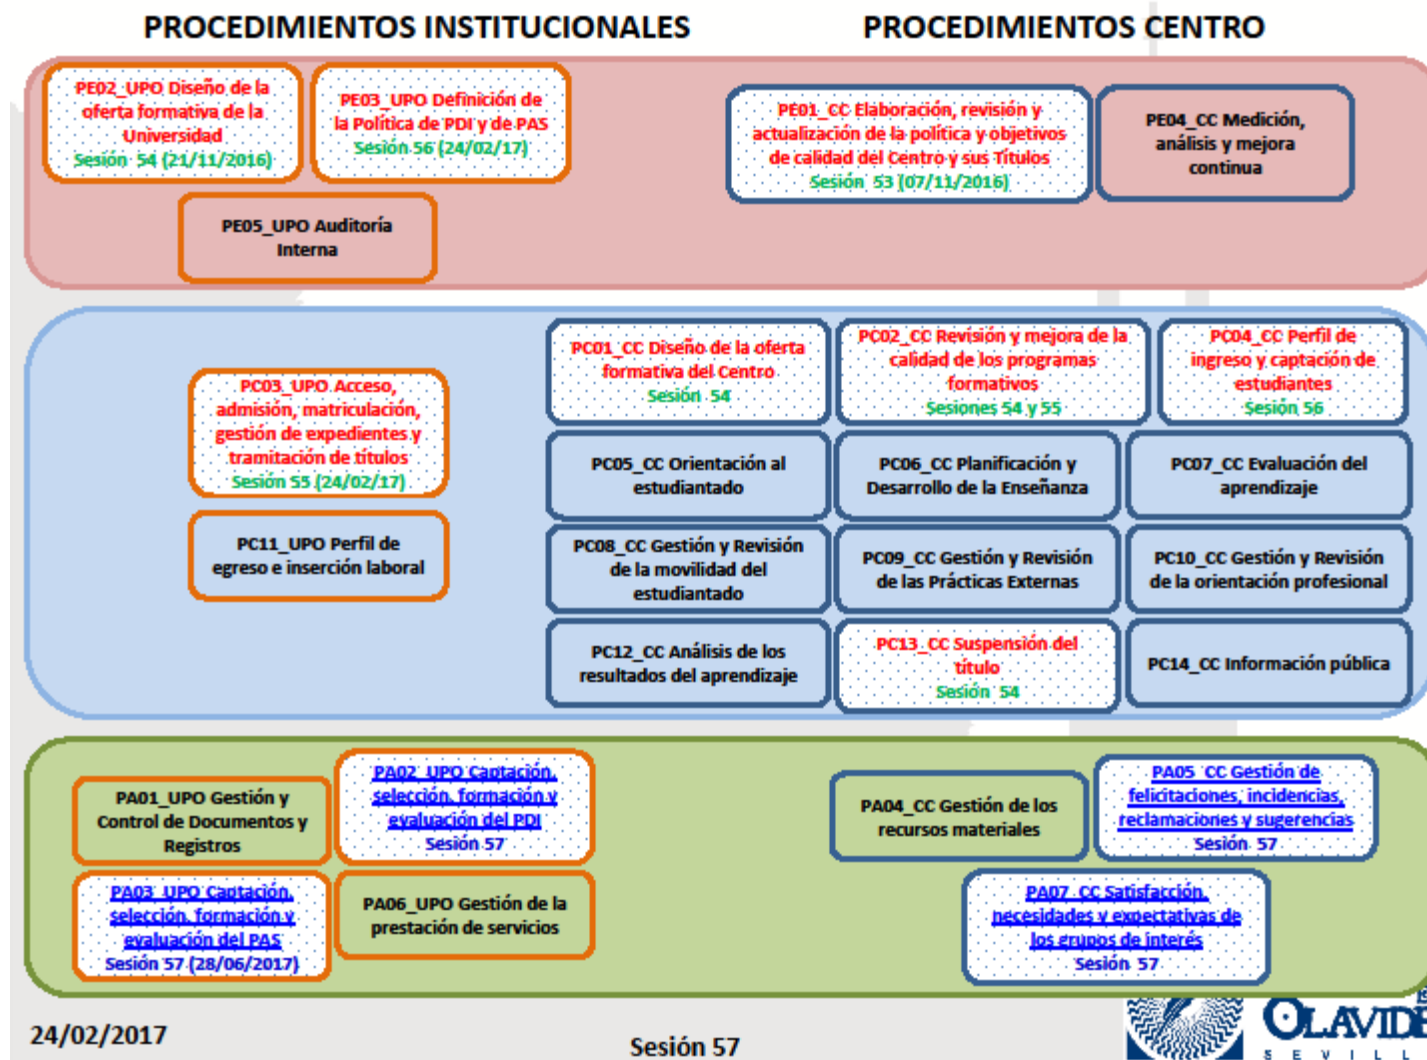 PROCEDIMIENTOS INSTITUCIONALES
PROCEDIMIENTOS CENTRO
PE02_UPO Diseño de la
oferta formativa de la
Universidad
Sesión 54 (21/11/2016)
PE03_UPO Definición de
la Política de PDI y de PAS
Sesión 56 (24/02/17)
PE01_CC Elaboración, revisión y
actualización de la política y objetivos
de calidad del Centro y sus Títulos
Sesión 53 (07/11/2016)
PE04_CC Medición,
análisis y mejora
continua
PE05_UPO Auditoría
Interna
PC03_UPO Acceso,
admisión, matriculación,
gestión de expedientes y
tramitación de títulos
Sesión 55 (24/02/17)
PC11_UPO Perfil de
egreso e inserción laboral
PC01_CC Diseño de la oferta
formativa del Centro
Sesión 54
PC02_CC Revisión y mejora de la
calidad de los programas
formativos
Sesiones 54 y 55
PC04_CC Perfil de
ingreso y captación de
estudiantes
Sesión 56
PC05_CC Orientación al
estudiantado
PC06_CC Planificación y
Desarrollo de la Enseñanza
PC07_CC Evaluación del
aprendizaje
PC08_CC Gestión y Revisión
de la movilidad del
estudiantado
PC09_CC Gestión y Revisión
de las Prácticas Externas
PC10_CC Gestión y Revisión
de la orientación profesional
PC12_CC Análisis de los
resultados del aprendizaje
PC13_CC Suspensión del
título
Sesión 54
PC14_CC Información pública
PA01_UPO Gestión y
Control de Documentos y
Registros
PA02_UPO Captación,
selección, formación y
evaluación del PDI
Sesión 57
PA03_UPO Captación,
selección, formación y
evaluación del PAS
Sesión 57 (28/06/2017)
PA06_UPO Gestión de la
prestación de servicios
PA04_CC Gestión de los
recursos materiales
PA05_CC Gestión de
felicitaciones, incidencias,
reclamaciones y sugerencias
Sesión 57
PA07_CC Satisfacción,
necesidades y expectativas de
los grupos de interés
Sesión 57
24/02/2017
Sesión 57
OLAVIDE
SEVILL